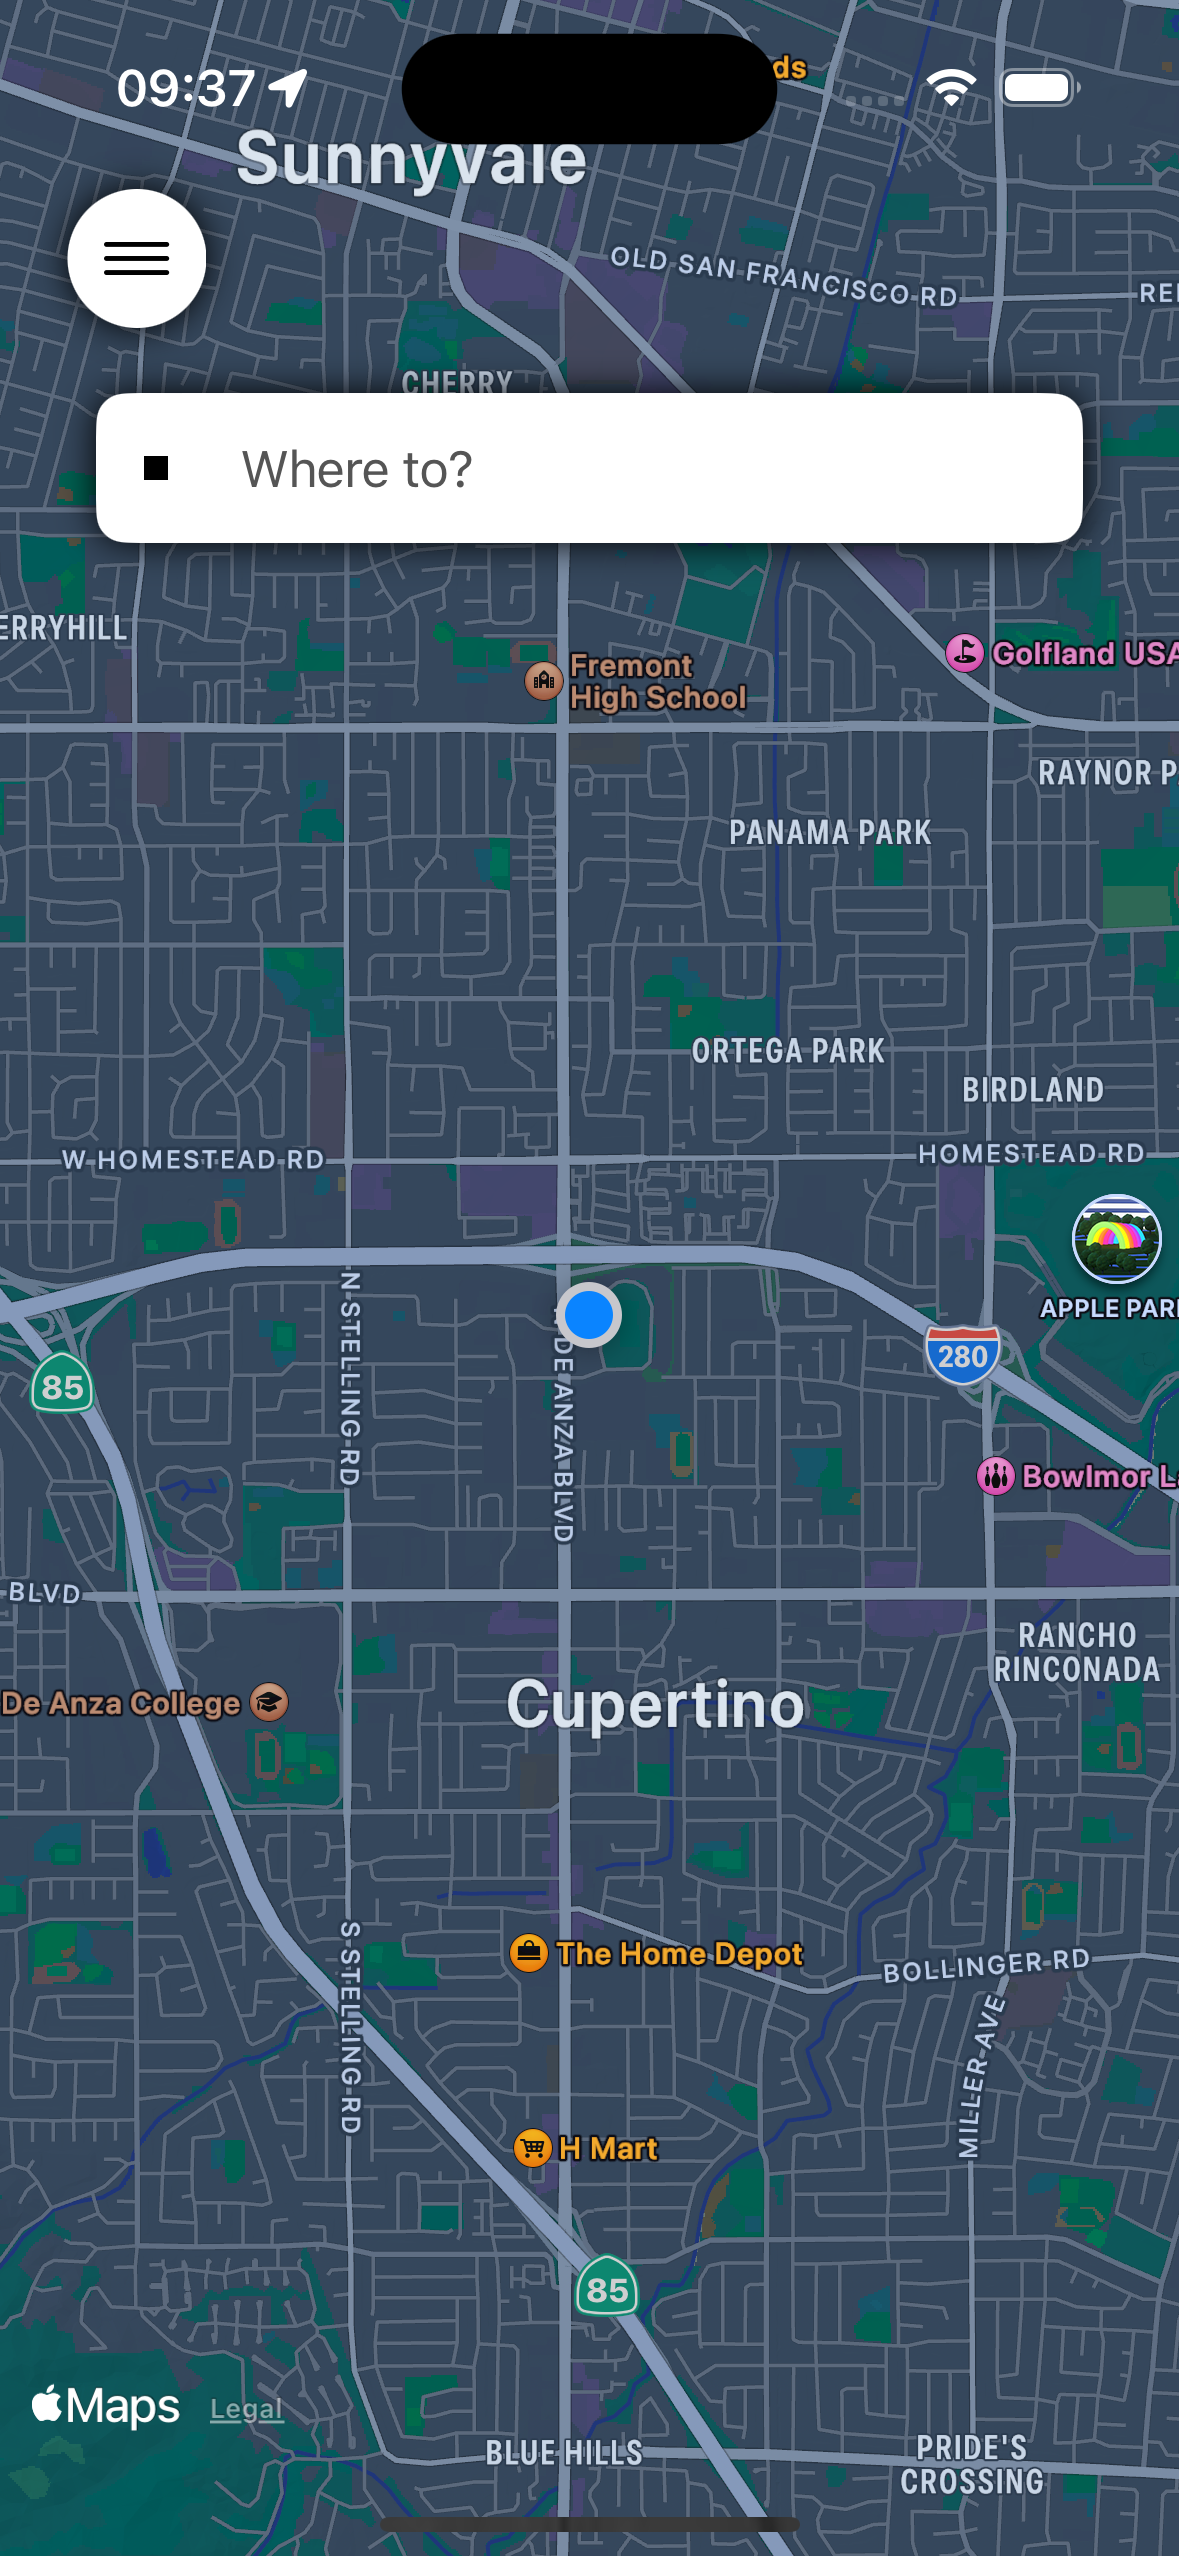 09:37
ds
Sunnyvale
OLD SAN FRANCISCO RD
RE
CHERRY
Where to?
ERRYHILL
Fremont
High School
Golfland USA
RAYNOR P
PANAMA PARK
ORTEGA PARK
BIRDLAND
W HOMESTEAD RD
HOMESTEAD RD
APPLE PARK
N STELLING RD
DE ANZA BLVD
280
85
Bowlmor La
BLVD
RANCHO
RINCONADA
De Anza College
Cupertino
The Home Depot
BOLLINGER RD
S STELLING RD
MILLER AVE
H Mart
85
Maps
Legal
BLUE HILLS
PRIDE'S
CROSSING